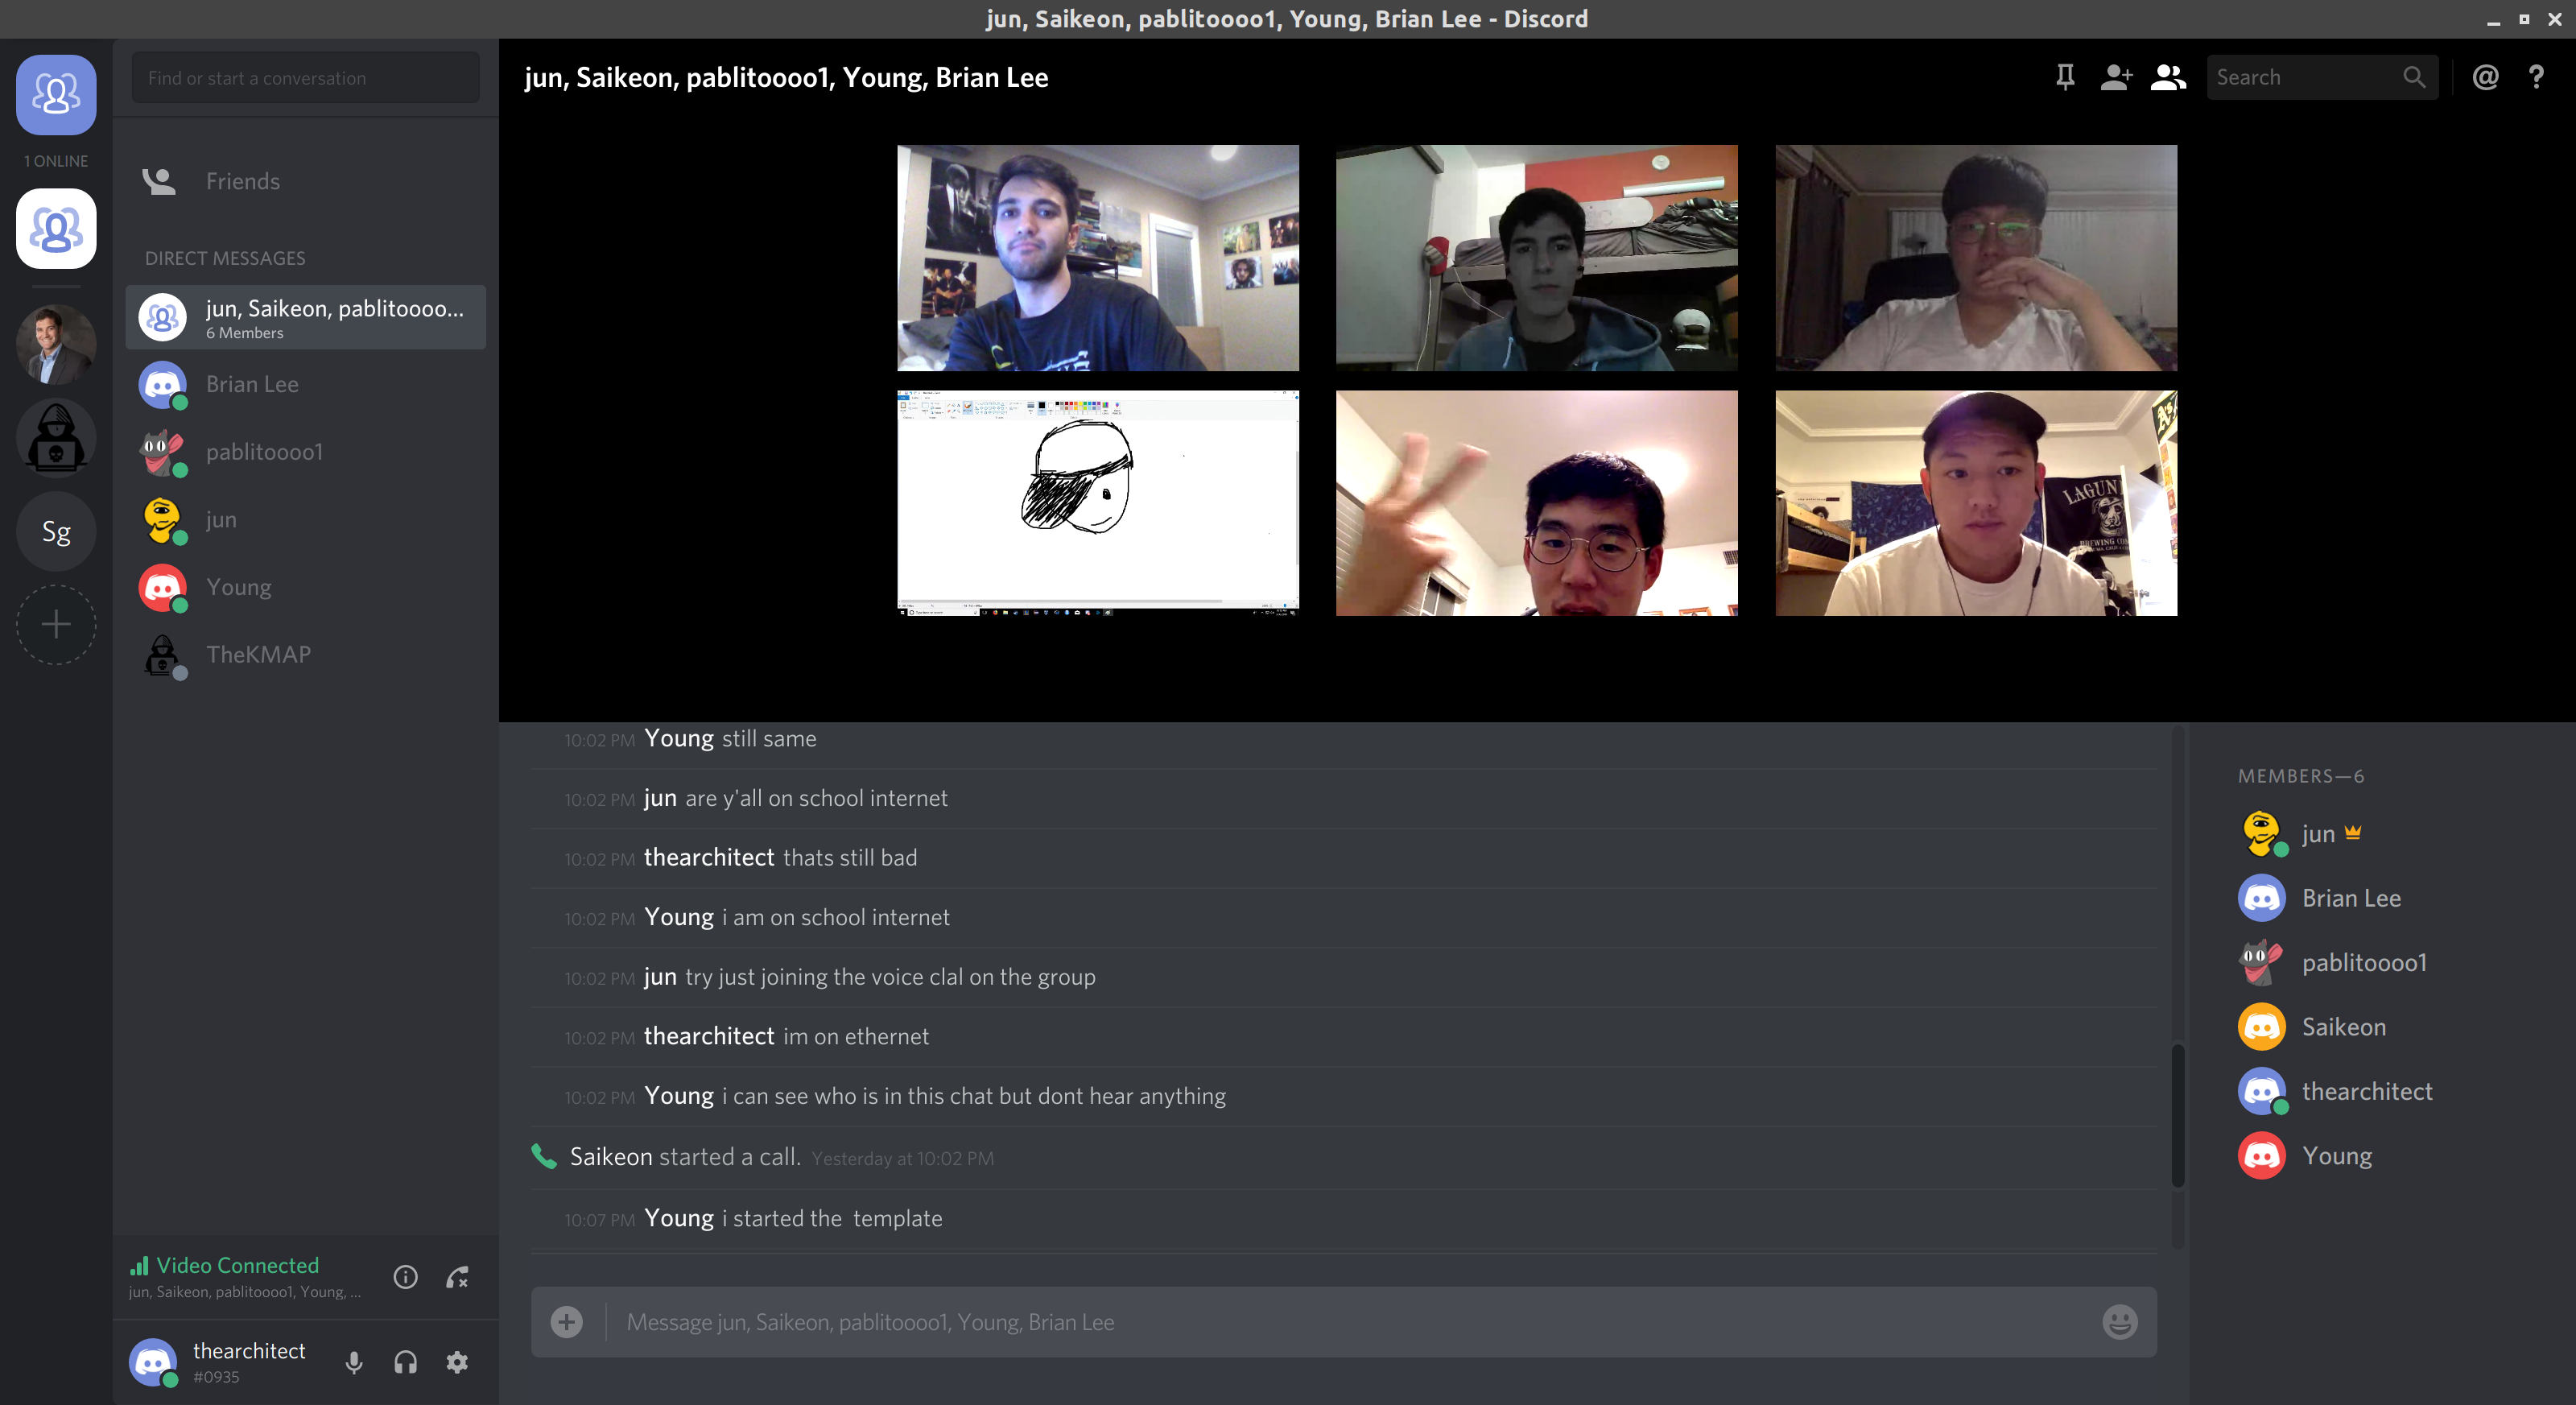 jun, Saikeon, pablitoooo1, Young, Brian Lee - Discord
Find or start a conversation
jun, Saikeon, pablitoooo1, Young, Brian Lee
Search
1 ONLINE
Friends
DIRECT MESSAGES
jun, Saikeon, pablitoooo...
6 Members
Brian Lee
pablitoooo1
jun
Sg
Young
TheKMAP
A's
LAGUN
BREWING CO
10:02 PM Young still same
10:02 PM jun are y'all on school internet
10:02 PM thearchitect thats still bad
10:02 PM Young i am on school internet
10:02 PM jun try just joining the voice clal on the group
10:02 PM thearchitect im on ethernet
10:02 PM Young i can see who is in this chat but dont hear anything
Saikeon started a call. Yesterday at 10:02 PM
10:07 PM Young i started the  template
Message jun, Saikeon, pablitoooo1, Young, Brian Lee
MEMBERS—6
jun
Brian Lee
pablitoooo1
Saikeon
thearchitect
Young
Video Connected
jun, Saikeon, pablitoooo1, Young, ...
thearchitect
#0935